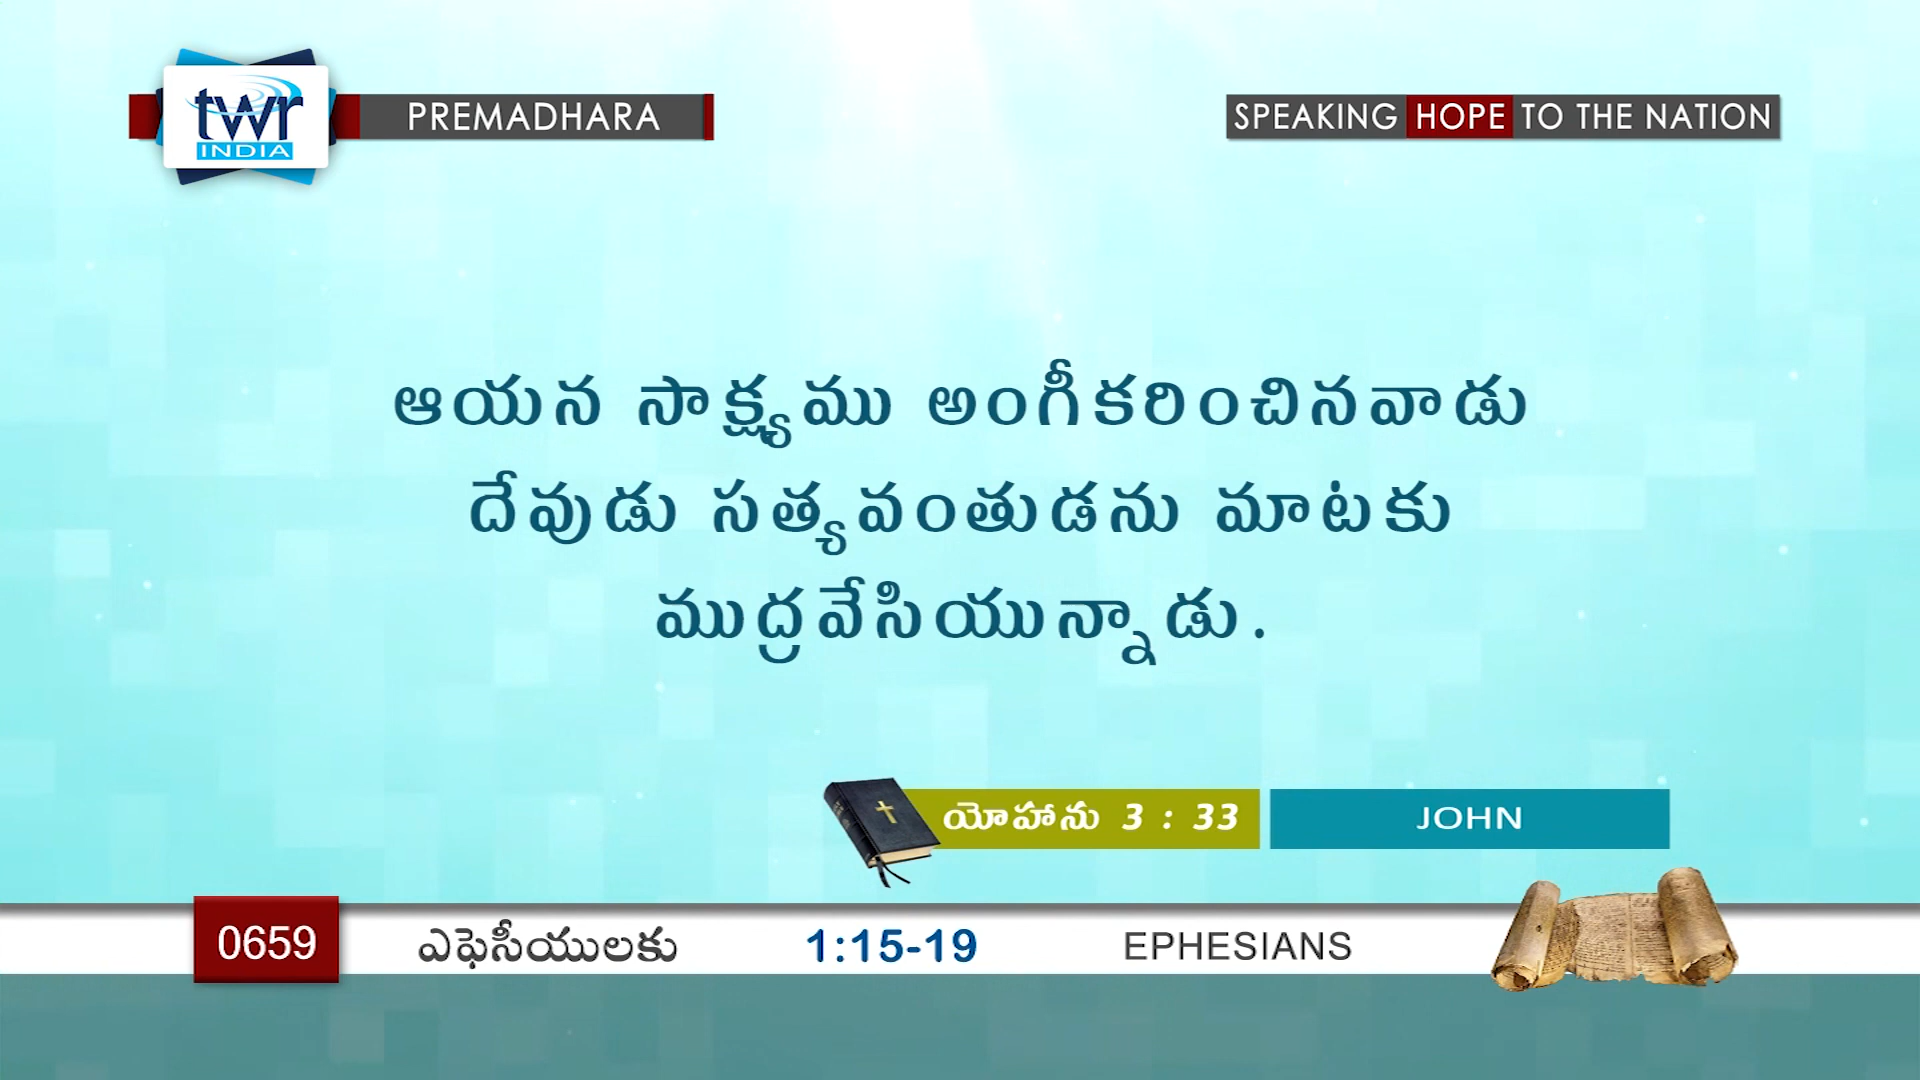 twr
INDIA
PREMADHARA
SPEAKING HOPE TO THE NATION
ఆయన సాక్ష్యము అంగీకరించినవాడు
దేవుడు సత్యవంతుడను మాటకు
ముద్రవేసియున్నాడు.
యోహాను 3 : 33
JOHN
0659
ఎఫెసీయులకు
1:15-19
EPHESIANS